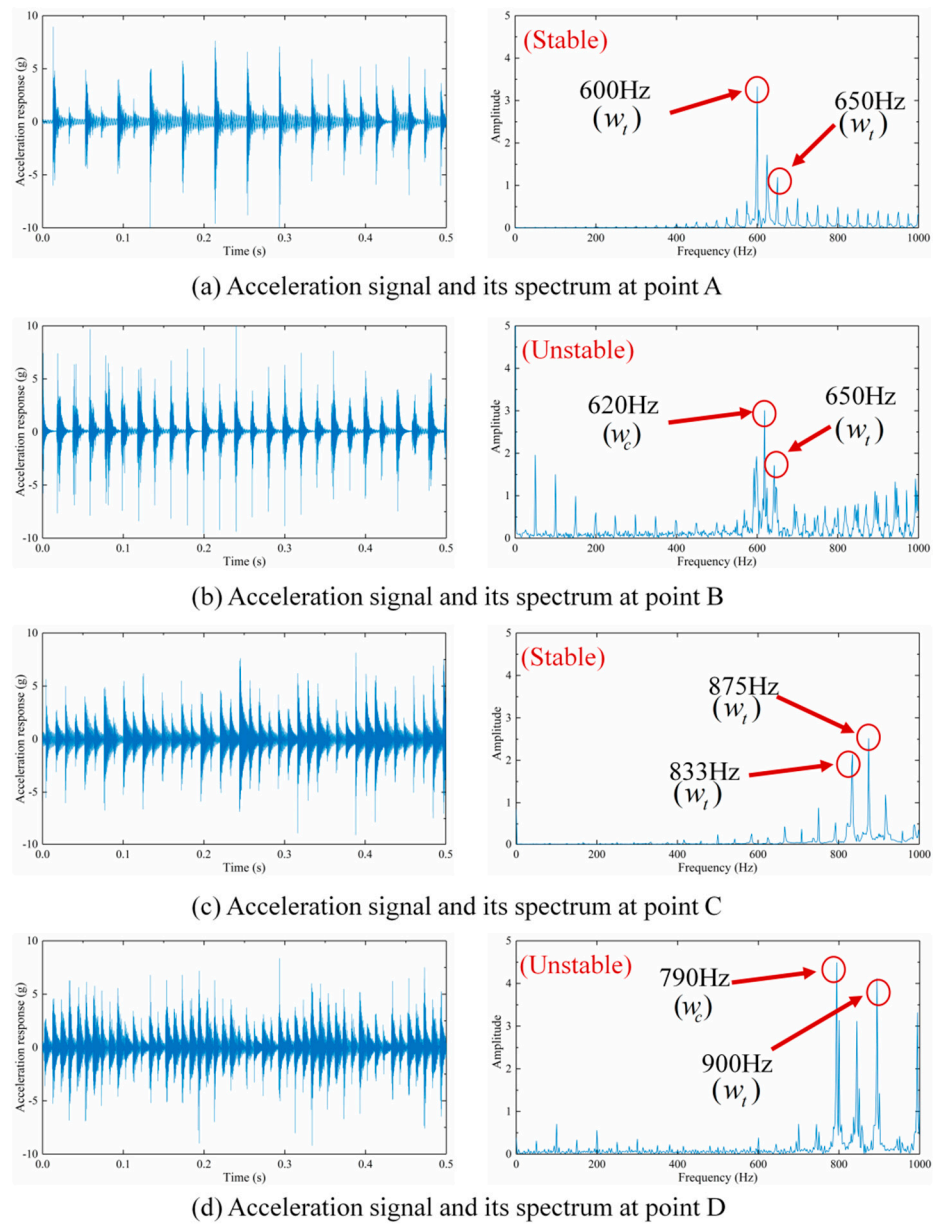 Acceleration response (g)
10
5
0
-5
-10
0.0 0.1 0.2 0.3 0.4 0.5
Time (s)
(Stable)
600Hz
(w_t)
650Hz
(w_t)
Amplitude
5
4
3
2
1
0
0 200 400 600 800 1000
Frequency (Hz)
(a) Acceleration signal and its spectrum at point A
Acceleration response (g)
10
5
0
-5
-10
0.0 0.1 0.2 0.3 0.4 0.5
Time (s)
(Unstable)
620Hz
(w_c)
650Hz
(w_t)
Amplitude
5
4
3
2
1
0
0 200 400 600 800 1000
Frequency (Hz)
(b) Acceleration signal and its spectrum at point B
Acceleration response (g)
10
5
0
-5
-10
0.0 0.1 0.2 0.3 0.4 0.5
Time (s)
(Stable)
875Hz
(w_t)
833Hz
(w_t)
Amplitude
5
4
3
2
1
0
0 200 400 600 800 1000
Frequency (Hz)
(c) Acceleration signal and its spectrum at point C
Acceleration response (g)
10
5
0
-5
-10
0.0 0.1 0.2 0.3 0.4 0.5
Time (s)
(Unstable)
790Hz
(w_c)
900Hz
(w_t)
Amplitude
5
4
3
2
1
0
0 200 400 600 800 1000
Frequency (Hz)
(d) Acceleration signal and its spectrum at point D